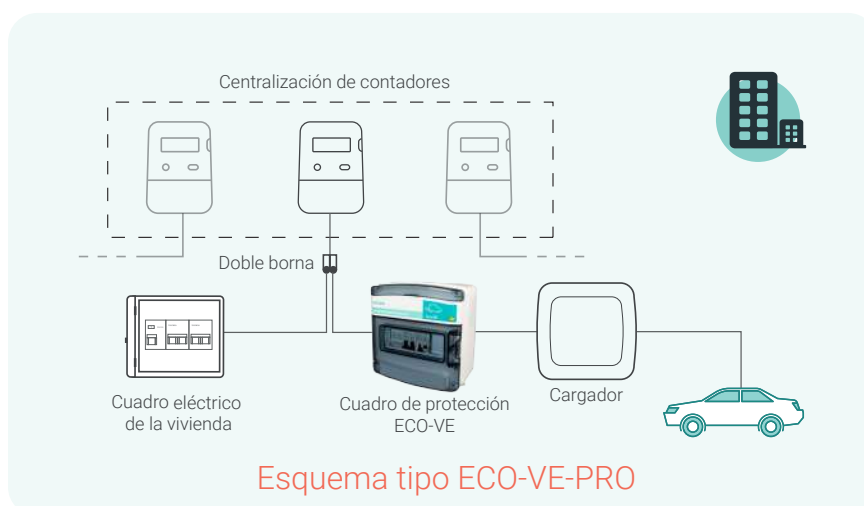 Centralización de contadores
Doble borna
Cuadro eléctrico
de la vivienda
Cuadro de protección
ECO-VE
Cargador
Esquema tipo ECO-VE-PRO